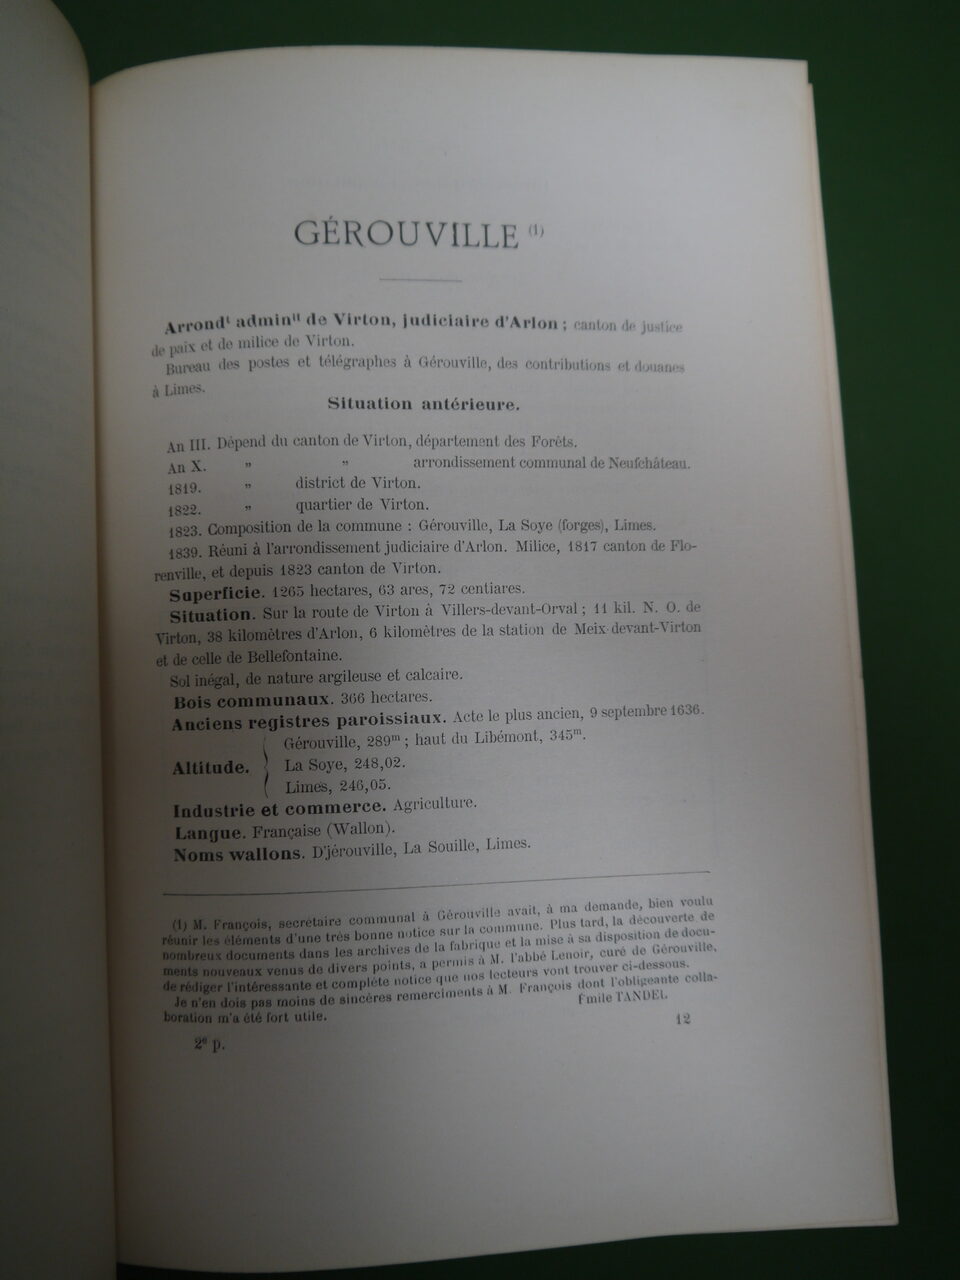 GÉROUVILLE (1)
Arrondt adminif de Virton, judiciaire d'Arlon ; canton de justice
de paix et de milice de Virton.
Bureau des postes et télégraphes à Gérouville, des contributions et douanes
à Limes.
Situation antérieure.
An III. Dépend du canton de Virton, département des Forêts.
An X. „ „ arrondissement communal de Neufchâteau.
1819. „ district de Virton.
1822. „ quartier de Virton.
1823. Composition de la commune : Gérouville, La Soye (forges), Limes.
1839. Réuni à l'arrondissement judiciaire d'Arlon. Milice, 1817 canton de Flo-
renville, et depuis 1823 canton de Virton.
Superficie. 1265 hectares, 63 ares, 72 centiares.
Situation. Sur la route de Virton à Villers-devant-Orval ; 11 kil. N. O. de
Virton, 38 kilomètres d'Arlon, 6 kilomètres de la station de Meix-devant-Virton
et de celle de Bellefontaine.
Sol inégal, de nature argileuse et calcaire.
Bois communaux. 366 hectares.
Anciens registres paroissiaux. Acte le plus ancien, 9 septembre 1636.
Gérouville, 289m ; haut du Libémont, 345m.
Altitude. La Soye, 248,02.
Limes, 246,05.
Industrie et commerce. Agriculture.
Langue. Française (Wallon).
Noms wallons. D'jérouville, La Souille, Limes.
(1) M. François, secrétaire communal à Gérouville avait, à ma demande, bien voulu
réunir les éléments d'une très bonne notice sur la commune. Plus tard, la découverte de
nombreux documents dans les archives de la fabrique et la mise à sa disposition de docu-
ments nouveaux venus de divers points, a permis à M. l'abbé Lenoir, curé de Gérouville,
de rédiger l'intéressante et complète notice que nos lecteurs vont trouver ci-dessous.
Je n'en dois pas moins de sincères remerciments à M. François dont l'obligeante colla-
boration m'a été fort utile. Emile TANDEL
12
2e p.